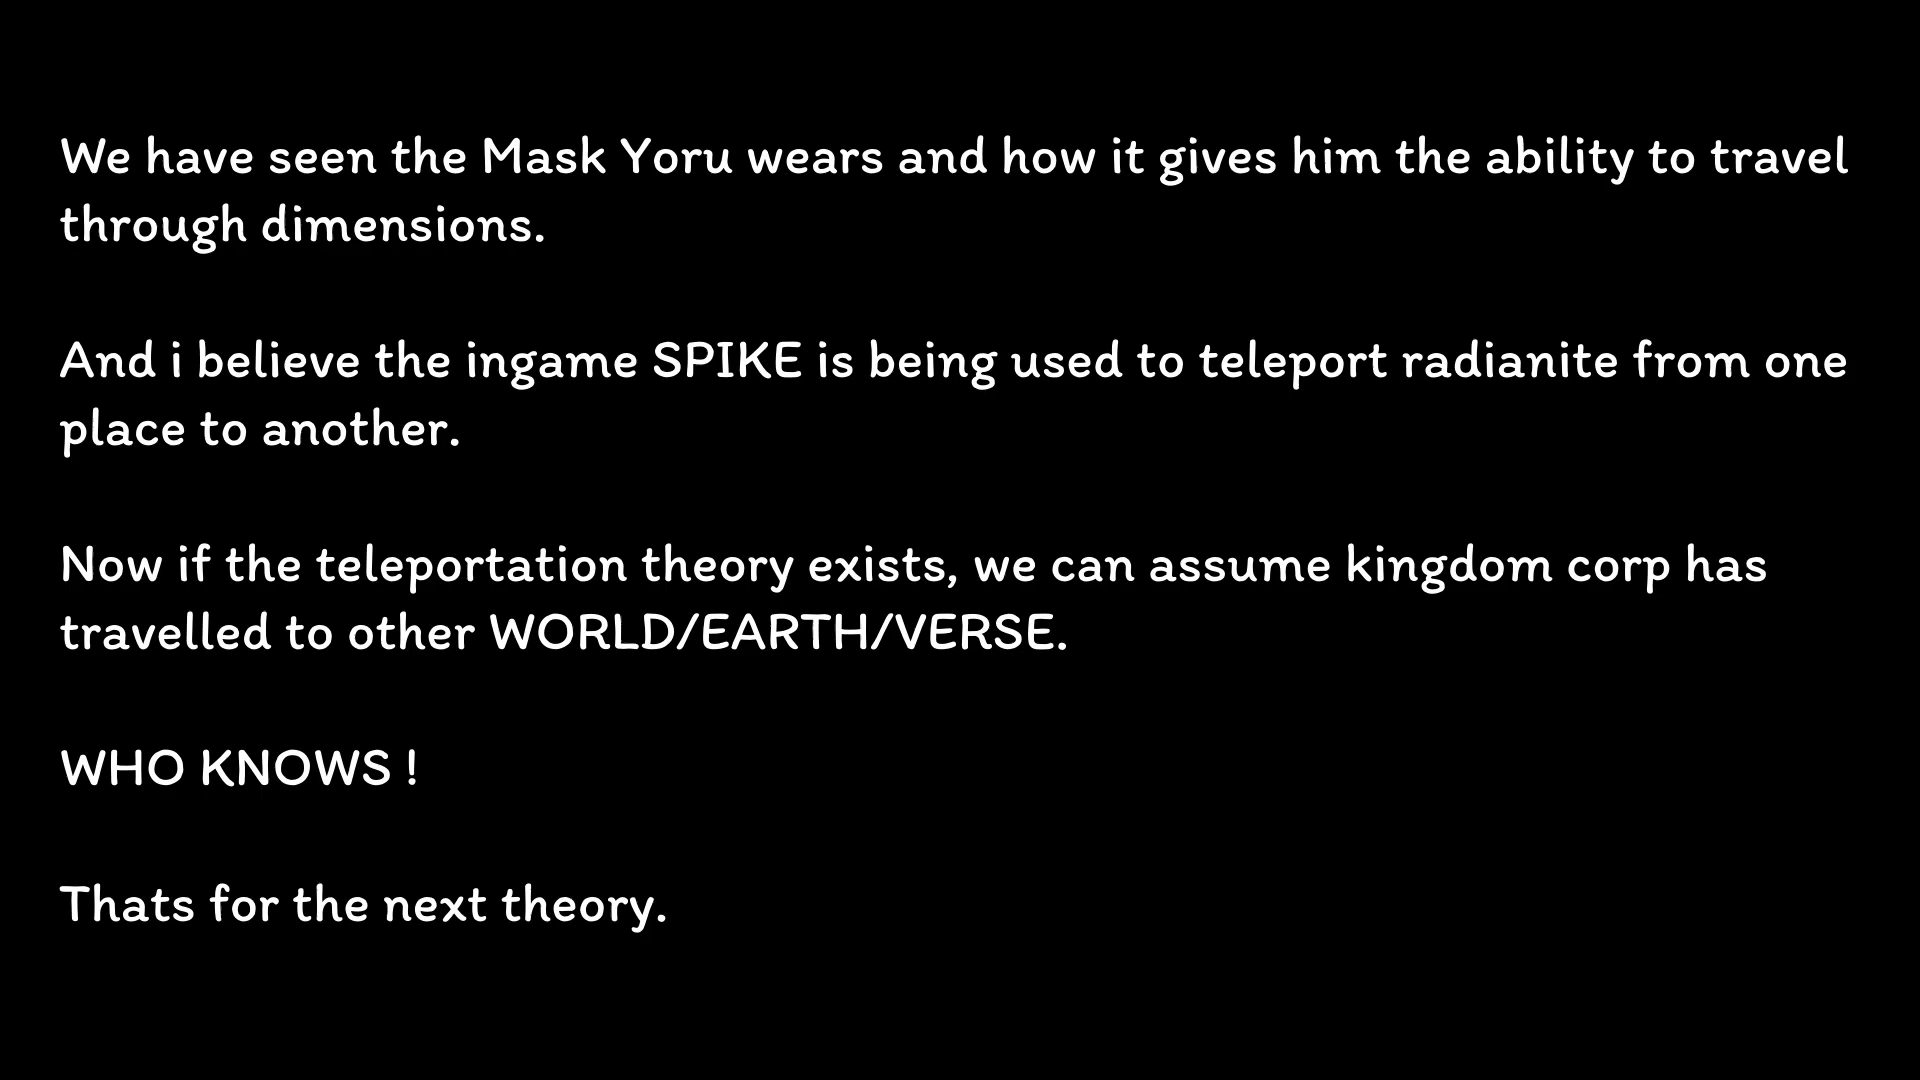 We have seen the Mask Yoru wears and how it gives him the ability to travel
through dimensions.
And i believe the ingame SPIKE is being used to teleport radianite from one
place to another.
Now if the teleportation theory exists, we can assume kingdom corp has
travelled to other WORLD/EARTH/VERSE.
WHO KNOWS !
Thats for the next theory.